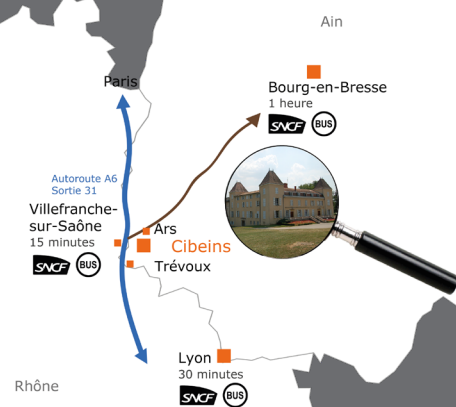 Ain
Paris
Bourg-en-Bresse
1 heure
SNCF BUS
Autoroute A6
Sortie 31
Villefranche-
sur-Saône
15 minutes
SNCF BUS
Ars
Cibeins
Trévoux
Lyon
30 minutes
SNCF BUS
Rhône